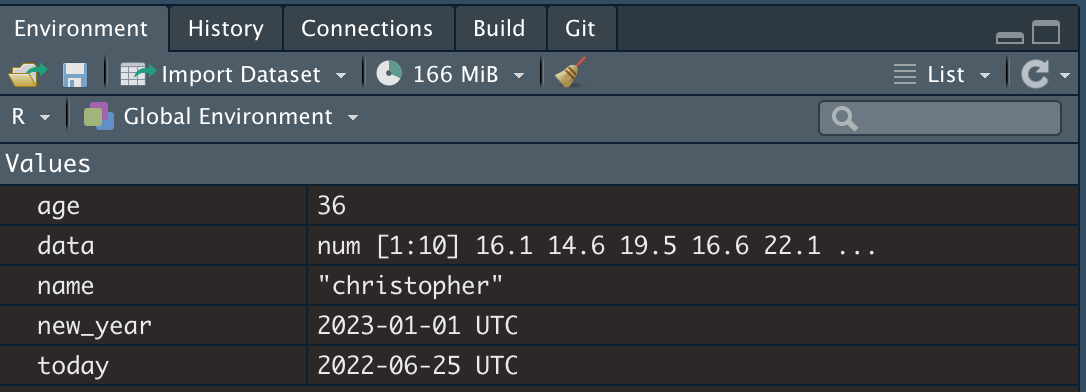 Environment History Connections Build Git
Import Dataset 166 MiB List
R Global Environment
Values
age 36
data num [1:10] 16.1 14.6 19.5 16.6 22.1 ...
name "christopher"
new_year 2023-01-01 UTC
today 2022-06-25 UTC